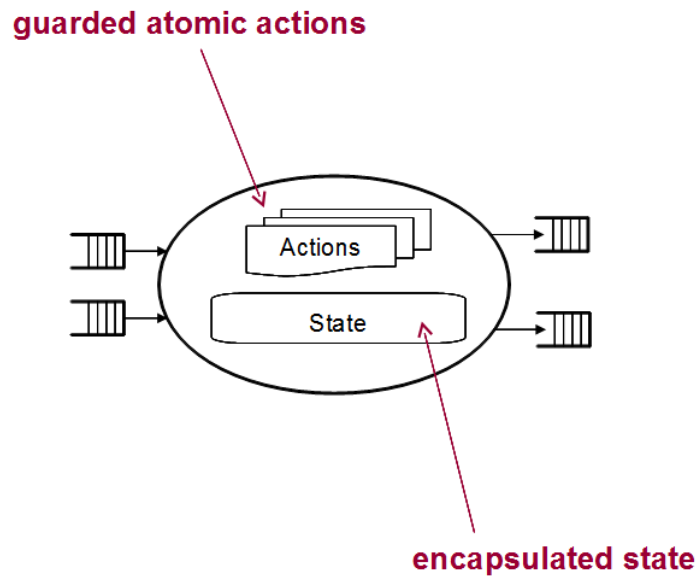 guarded atomic actions
Actions
State
encapsulated state